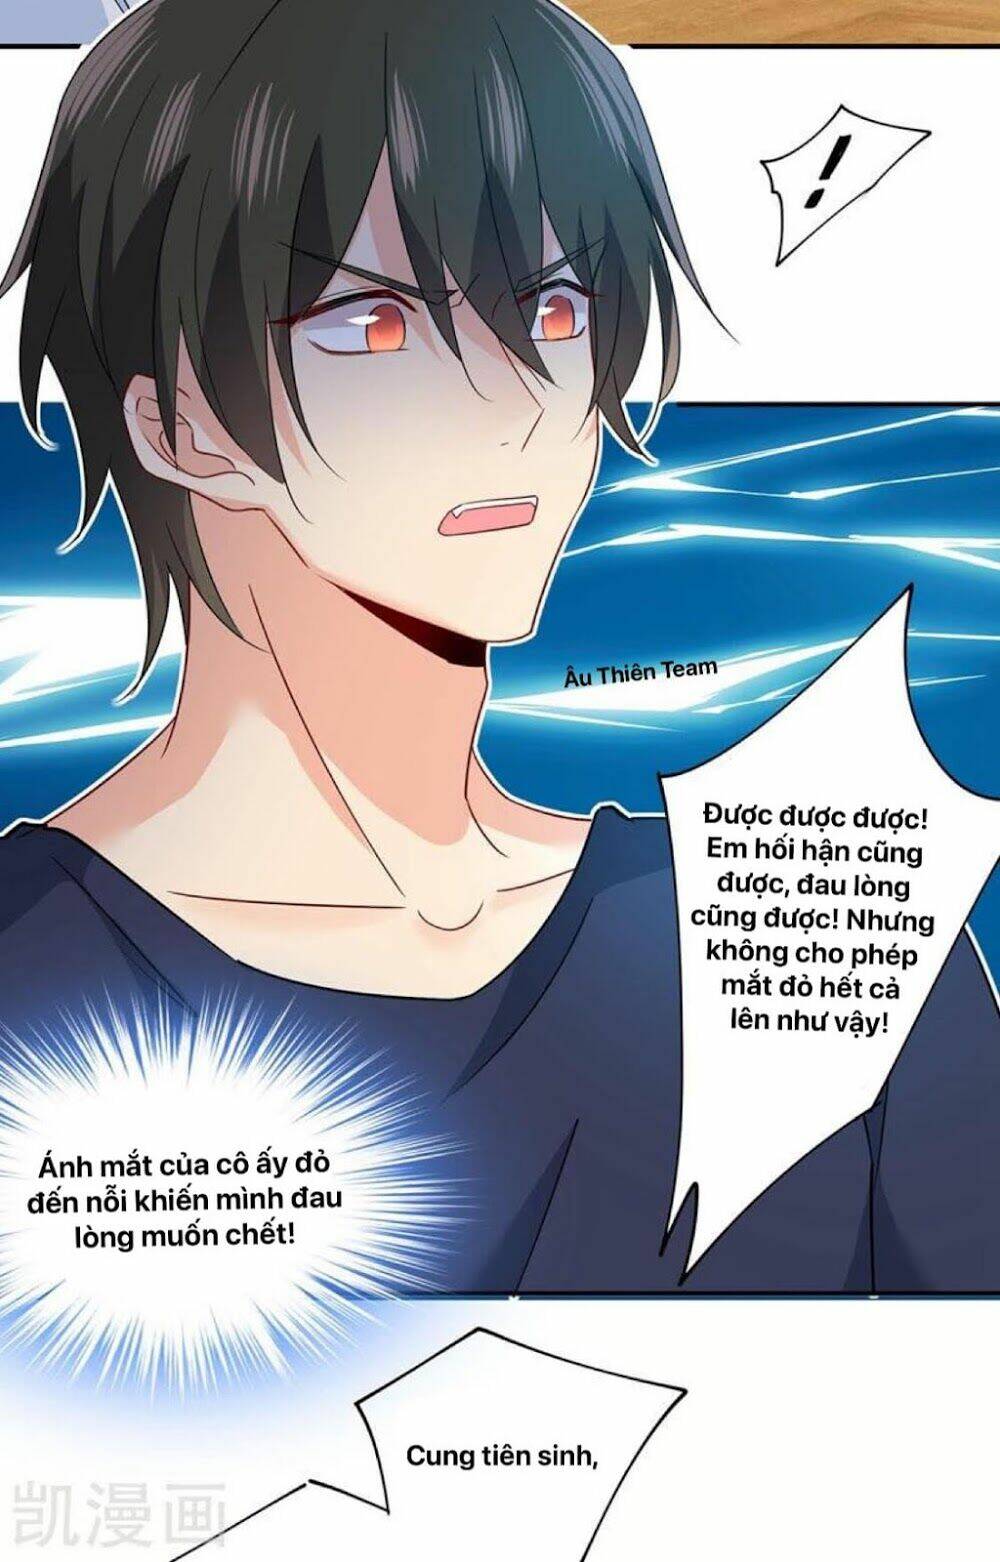 !
Âu Thiên Team
Được được được!
Em hối hận cũng
được, đau lòng
cũng được! Nhưng
không cho phép
mắt đỏ hết cả
lên như vậy!
Ánh mắt của cô ấy đỏ
đến nỗi khiến mình đau
lòng muốn chết!
Cung tiên sinh,
凯漫画